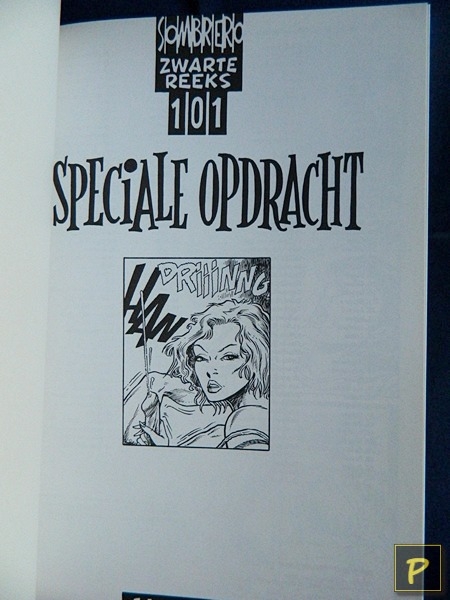 SOMBRERO
ZWARTE
REEKS
101
SPECiALE OPDRACHT
DRIIINNG
P